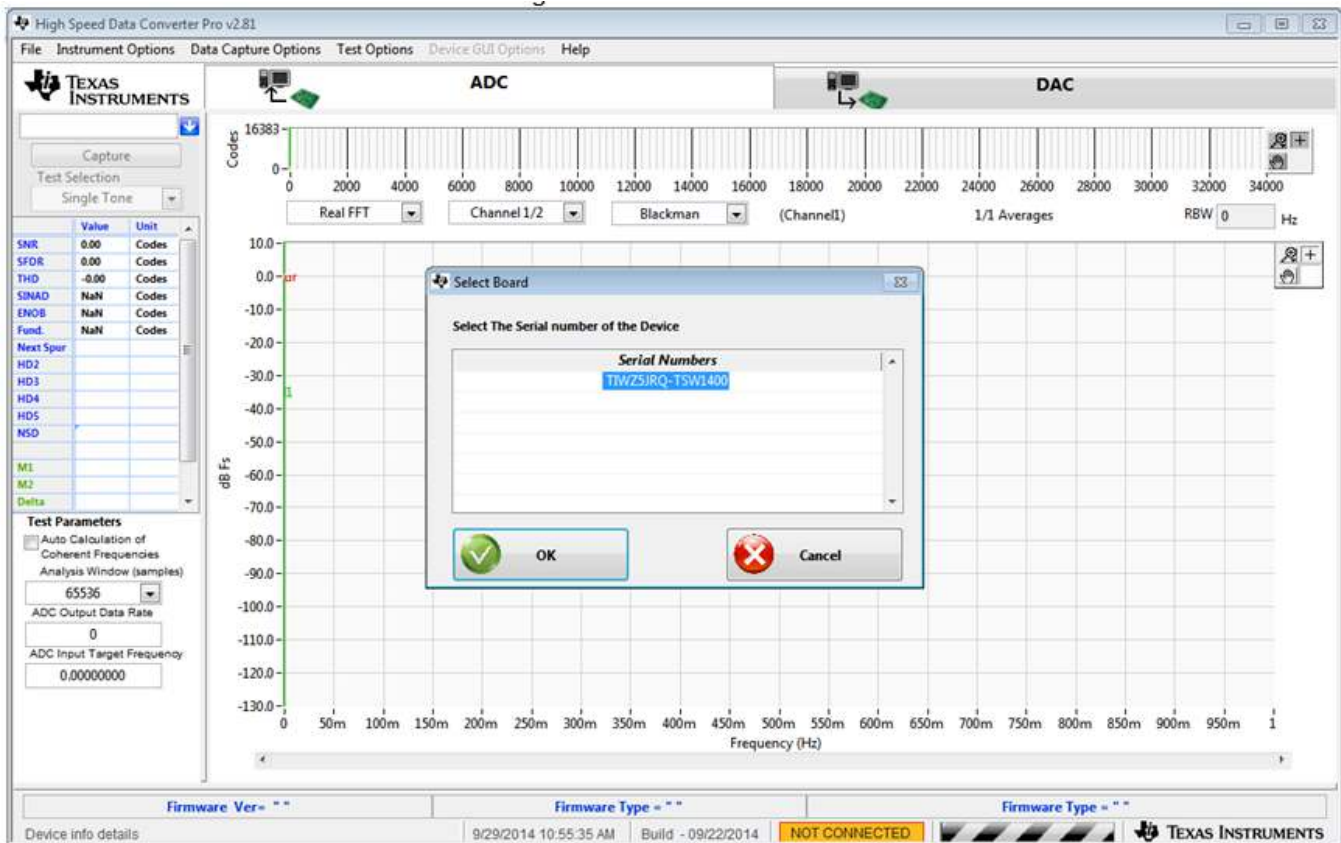 High Speed Data Converter Pro v2.81
File Instrument Options Data Capture Options Test Options Device GUI Options Help
TEXAS INSTRUMENTS
ADC
DAC
Capture
Test Selection
Single Tone
Value Unit
SNR 0.00 Codes
SFDR 0.00 Codes
THD -0.00 Codes
SINAD NaN Codes
ENOB NaN Codes
Fund. NaN Codes
Next Spur
HD2
HD3
HD4
HD5
NSD
M1
M2
Delta
Test Parameters
Auto Calculation of
Coherent Frequencies
Analysis Window (samples)
65536
ADC Output Data Rate
0
ADC Input Target Frequency
0.00000000
Codes
16383
0
0 2000 4000 6000 8000 10000 12000 14000 16000 18000 20000 22000 24000 26000 28000 30000 32000 34000
Real FFT Channel 1/2 Blackman (Channel1) 1/1 Averages RBW 0 Hz
dB Fs
10.0
0.0
-10.0
-20.0
-30.0
-40.0
-50.0
-60.0
-70.0
-80.0
-90.0
-100.0
-110.0
-120.0
-130.0
0 50m 100m 150m 200m 250m 300m 350m 400m 450m 500m 550m 600m 650m 700m 750m 800m 850m 900m 950m 1
Frequency (Hz)
Select Board
Select The Serial number of the Device
Serial Numbers
TIWZ5JRQ-TSW1400
OK
Cancel
Firmware Ver= " " Firmware Type = " " Firmware Type = " "
Device info details 9/29/2014 10:55:35 AM Build - 09/22/2014 NOT CONNECTED TEXAS INSTRUMENTS